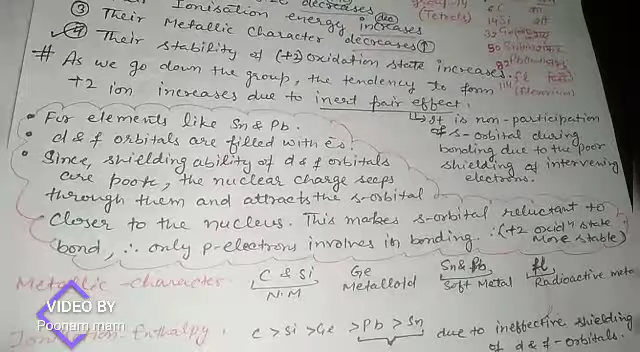 ③ Their Ionisation energy increases
Metallic Character decreases(↑)
④ Their stability of (+2) oxidation state increases.
# As we go down the group, the tendency to form
+2 ion increases due to inert pair effect.
↳ It is non-participation
of s-orbital during
bonding due to the poor
shielding of intervening
electrons.
• For elements like Sn & Pb.
• d & f orbitals are filled with es.
• Since, shielding ability of d & f orbitals
are poor, the nuclear charge seeps
through them and attracts the s-orbital
closer to the nucleus. This makes s-orbital reluctant to
bond, ∴ only p-electrons involves in bonding. (+2 oxidn state
more stable)
Metallic character C & Si Ge Sn & Pb fl
N.M Metalloid Soft Metal Radioactive meta
VIDEO BY
Poonam mam
Ionisation Enthalpy: C > Si > Ge > Pb > Sn due to ineffective shielding
of d & f-orbitals.